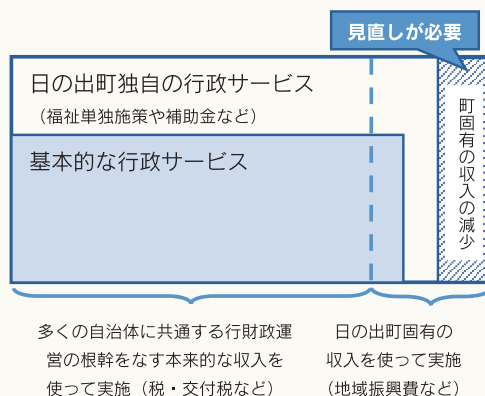 見直しが必要
日の出町独自の行政サービス
（福祉単独施策や補助金など）
基本的な行政サービス
町固有の収入の減少
多くの自治体に共通する行財政運
営の根幹をなす本来的な収入を
使って実施（税・交付税など）
日の出町固有の
収入を使って実施
（地域振興費など）